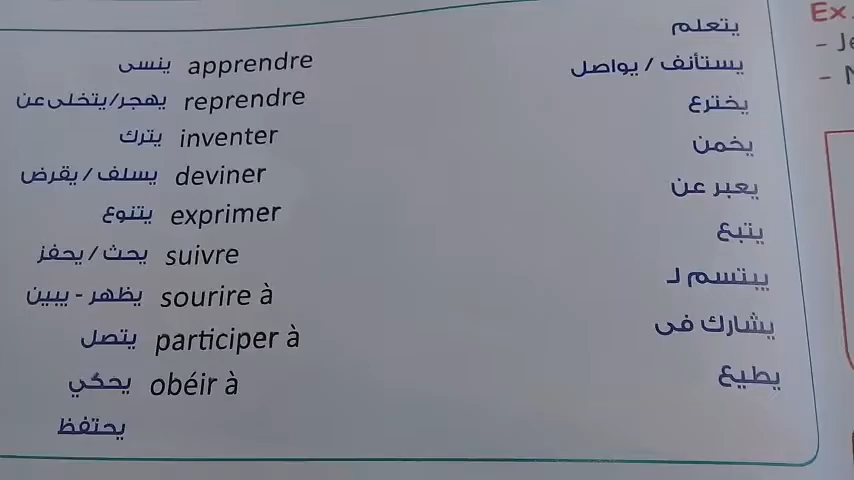 يتعلم
ينسى apprendre يستأنف / يواصل
يهجر/يتخلى عن reprendre يخترع
يترك inventer يخمن
يسلف / يقرض deviner يعبر عن
يتنوع exprimer يتبع
يحث / يحفز suivre يبتسم لـ
يظهر - يبين sourire à يشارك فى
يتصل participer à يطيع
يحكي obéir à
يحتفظ
Ex.
- Je